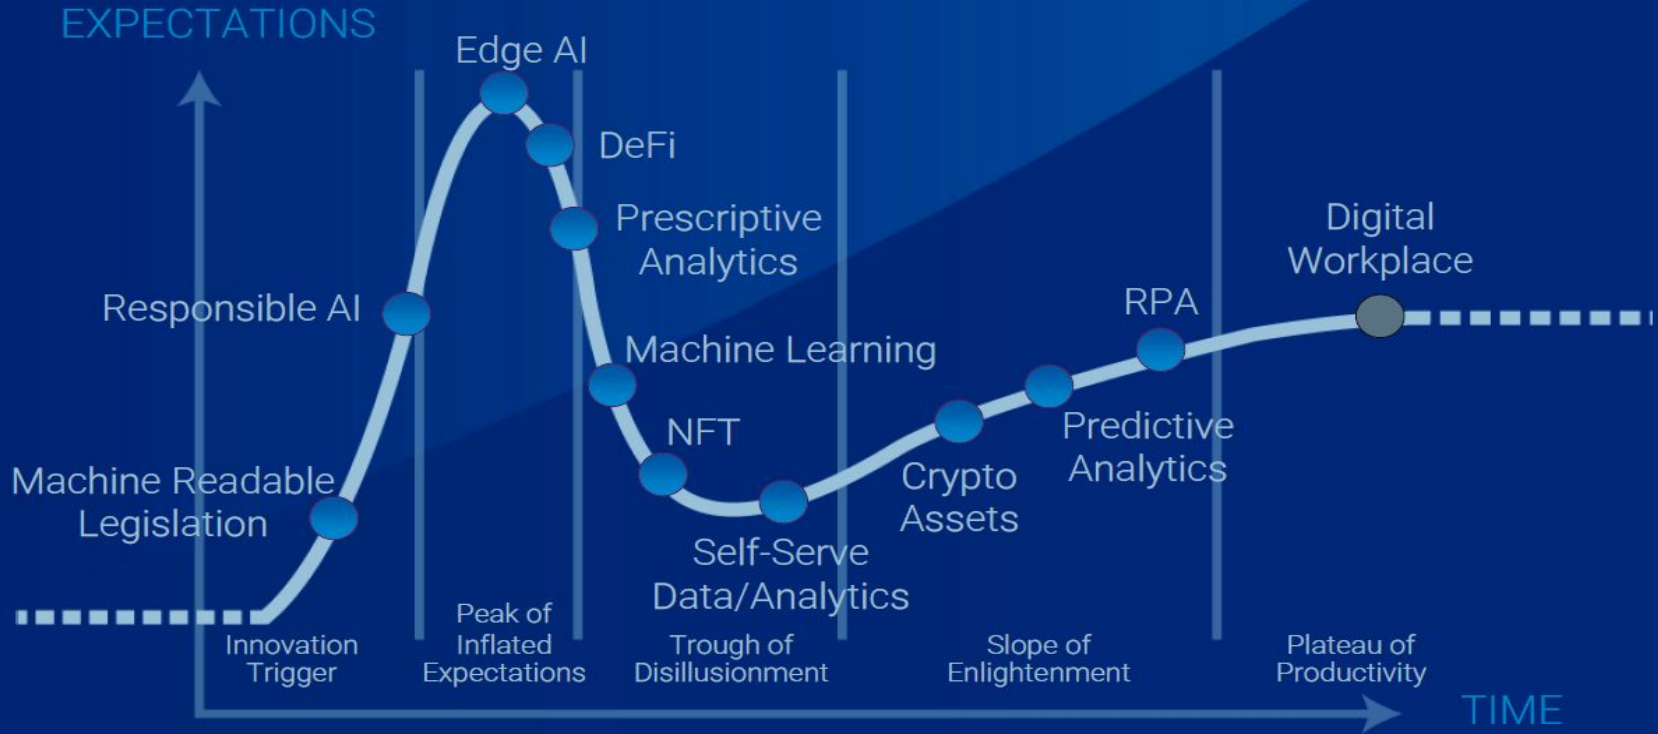 EXPECTATIONS
Edge AI
DeFi
Prescriptive
Analytics
Digital
Workplace
Responsible AI
RPA
Machine Learning
NFT
Predictive
Analytics
Machine Readable
Legislation
Crypto
Assets
Self-Serve
Data/Analytics
Innovation
Trigger
Peak of
Inflated
Expectations
Trough of
Disillusionment
Slope of
Enlightenment
Plateau of
Productivity
TIME